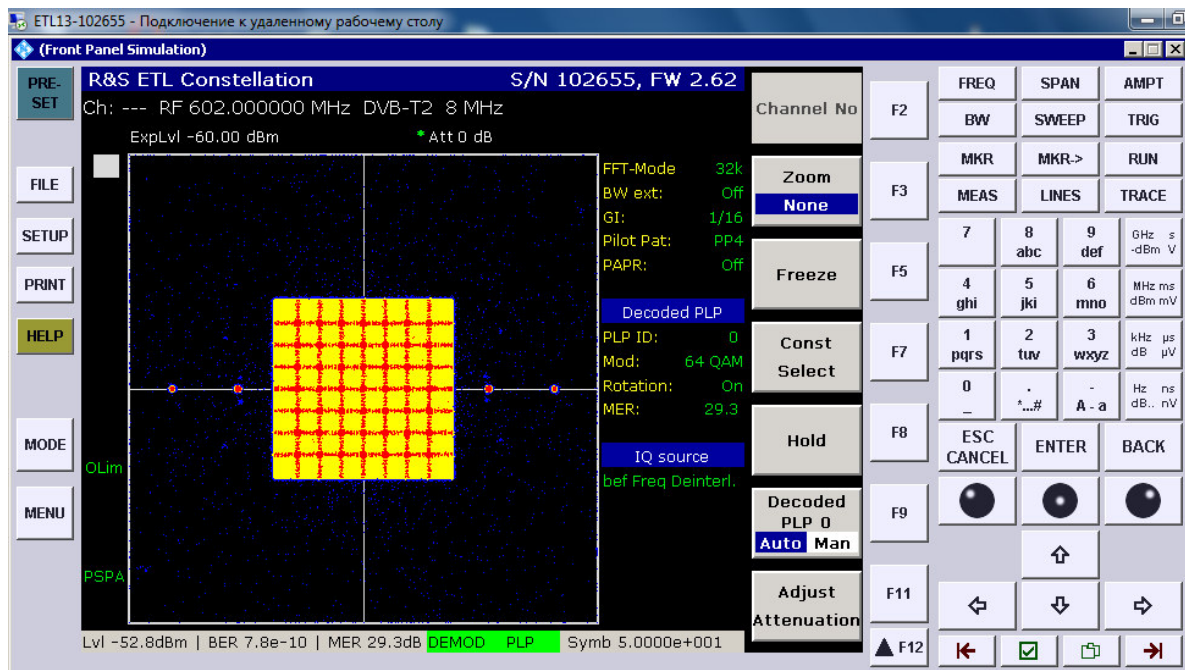 ETL13-102655 - Подключение к удаленному рабочему столу
(Front Panel Simulation)
PRE-
SET
FILE
SETUP
PRINT
HELP
MODE
MENU
R&S ETL Constellation S/N 102655, FW 2.62
Ch: --- RF 602.000000 MHz DVB-T2 8 MHz
ExpLvl -60.00 dBm * Att 0 dB
OLim
PSPA
FFT-Mode 32k
BW ext: Off
GI: 1/16
Pilot Pat: PP4
PAPR: Off
Decoded PLP
PLP ID: 0
Mod: 64 QAM
Rotation: On
MER: 29.3
IQ source
bef Freq Deinterl.
Lvl -52.8dBm | BER 7.8e-10 | MER 29.3dB DEMOD PLP Symb 5.0000e+001
Channel No
Zoom
None
Freeze
Const
Select
Hold
Decoded
PLP 0
Auto Man
Adjust
Attenuation
F2
F3
F5
F7
F8
F9
F11
F12
FREQ SPAN AMPT
BW SWEEP TRIG
MKR MKR-> RUN
MEAS LINES TRACE
7 8 9 GHz s
abc def -dBm V
4 5 6 MHz ms
ghi jkl mno dBm mV
1 2 3 kHz µs
pqrs tuv wxyz dB µV
0 . - Hz ns
_ *...# A - a dB.. nV
ESC
CANCEL
ENTER
BACK